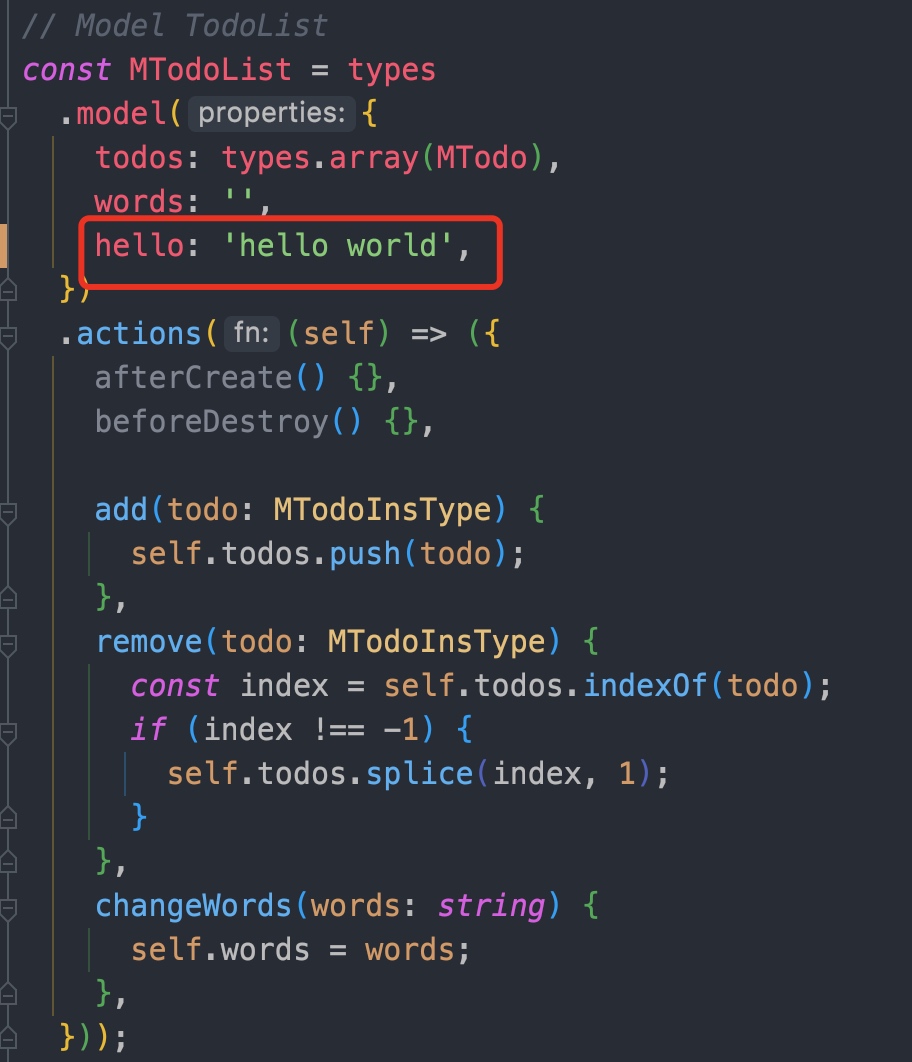 // Model TodoList
const MTodoList = types
  .model( properties: {
    todos: types.array(MTodo),
    words: '',
    hello: 'hello world',
  })
  .actions( fn: (self) => ({
    afterCreate() {},
    beforeDestroy() {},

    add(todo: MTodoInsType) {
      self.todos.push(todo);
    },
    remove(todo: MTodoInsType) {
      const index = self.todos.indexOf(todo);
      if (index !== -1) {
        self.todos.splice(index, 1);
      }
    },
    changeWords(words: string) {
      self.words = words;
    },
  }));